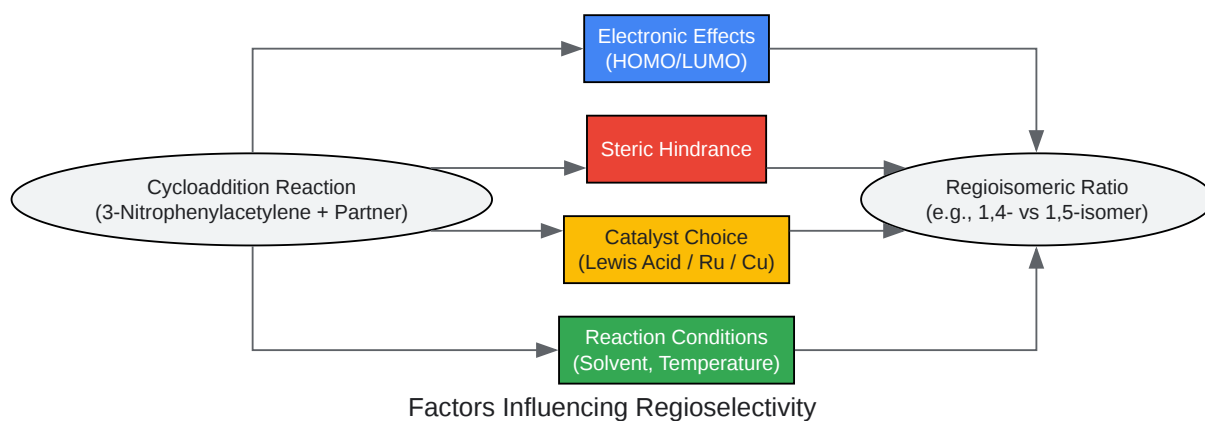 Electronic Effects
(HOMO/LUMO)
Steric Hindrance
Cycloaddition Reaction
(3-Nitrophenylacetylene + Partner)
Regioisomeric Ratio
(e.g., 1,4- vs 1,5-isomer)
Catalyst Choice
(Lewis Acid / Ru / Cu)
Reaction Conditions
(Solvent, Temperature)
Factors Influencing Regioselectivity